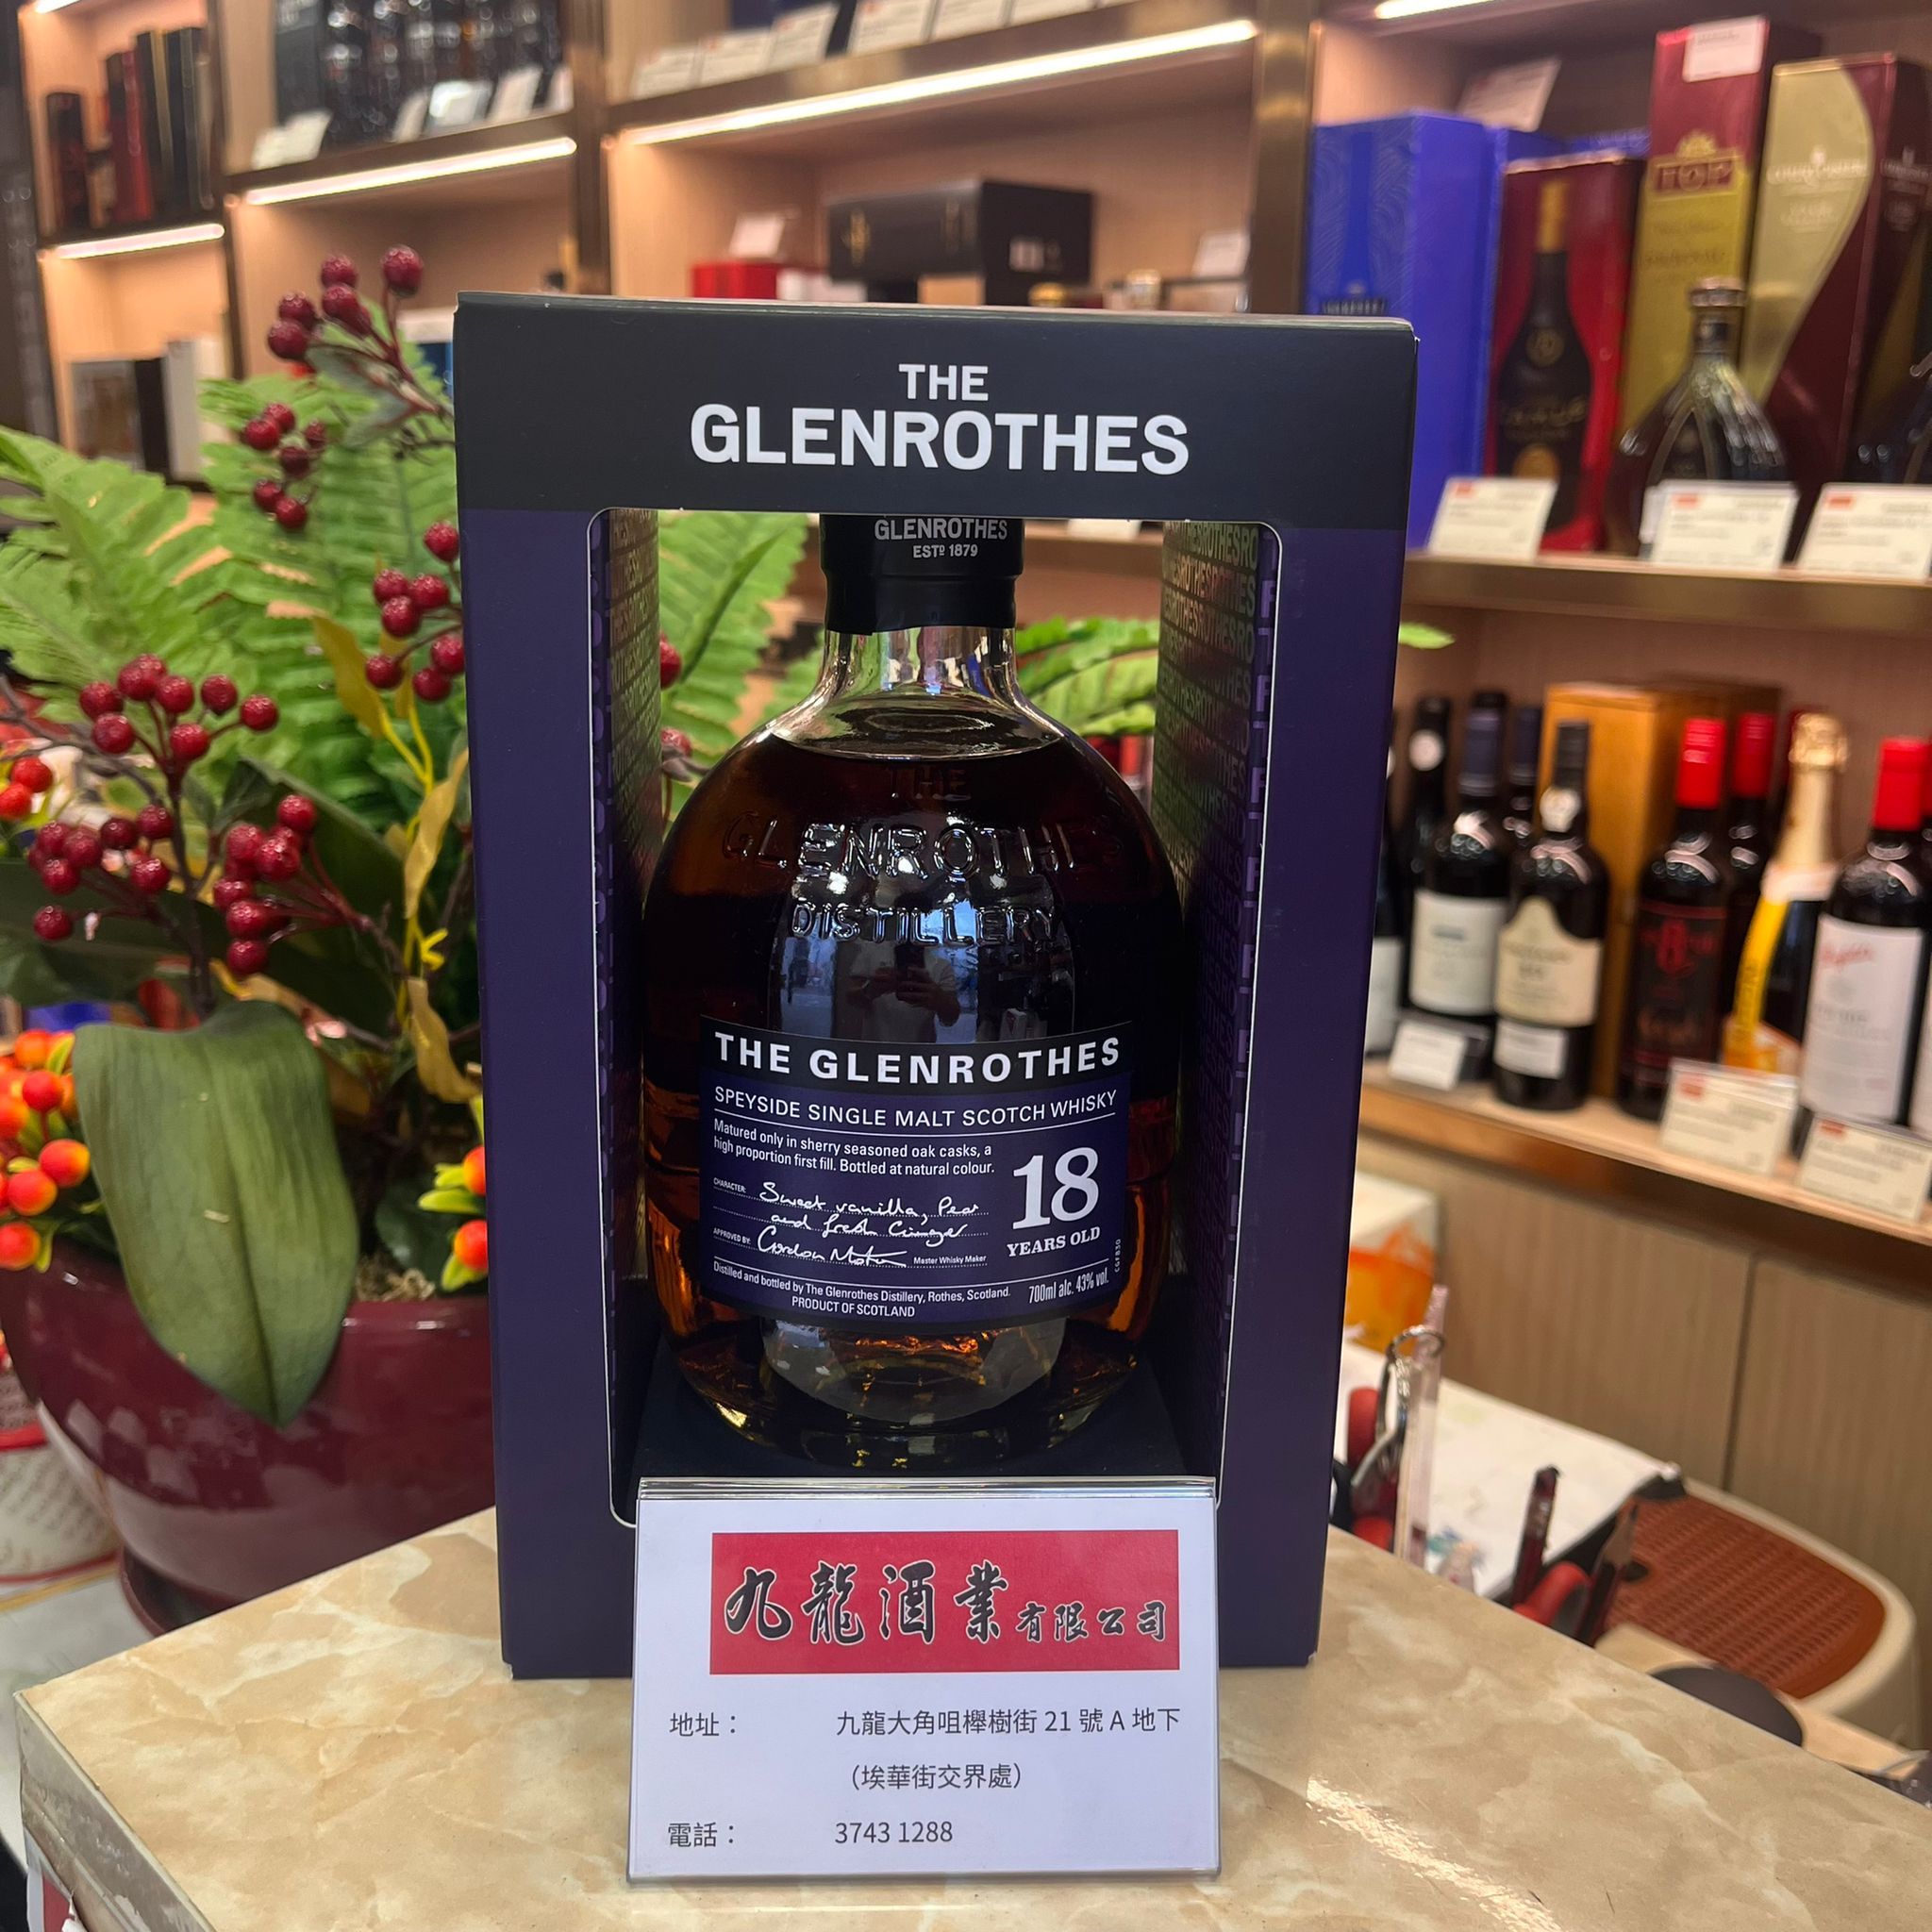 THE
GLENROTHES
GLENROTHES
ESTD 1879
THE
GLENROTHES
DISTILLERY
THE GLENROTHES
SPEYSIDE SINGLE MALT SCOTCH WHISKY
Matured only in sherry seasoned oak casks, a
high proportion first fill. Bottled at natural colour.
18
YEARS OLD
CHARACTER: Sweet vanilla, Pear
and fresh Ginger
APPROVED BY: Gordon Motion Master Whisky Maker
Distilled and bottled by The Glenrothes Distillery, Rothes, Scotland.
PRODUCT OF SCOTLAND
700ml alc. 43% vol.
九龍酒業有限公司
地址： 九龍大角咀櫸樹街 21 號 A 地下
（埃華街交界處）
電話： 3743 1288
TOP